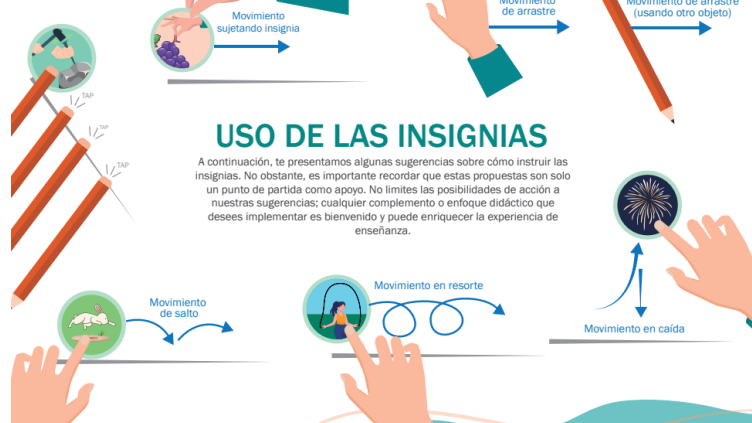 Movimiento
sujetando insignia
Movimiento
de arrastre
Movimiento de arrastre
(usando otro objeto)
TAP
TAP
TAP
USO DE LAS INSIGNIAS
A continuación, te presentamos algunas sugerencias sobre cómo instruir las
insignias. No obstante, es importante recordar que estas propuestas son solo
un punto de partida como apoyo. No limites las posibilidades de acción a
nuestras sugerencias; cualquier complemento o enfoque didáctico que
desees implementar es bienvenido y puede enriquecer la experiencia de
enseñanza.
Movimiento
de salto
Movimiento en resorte
Movimiento en caída